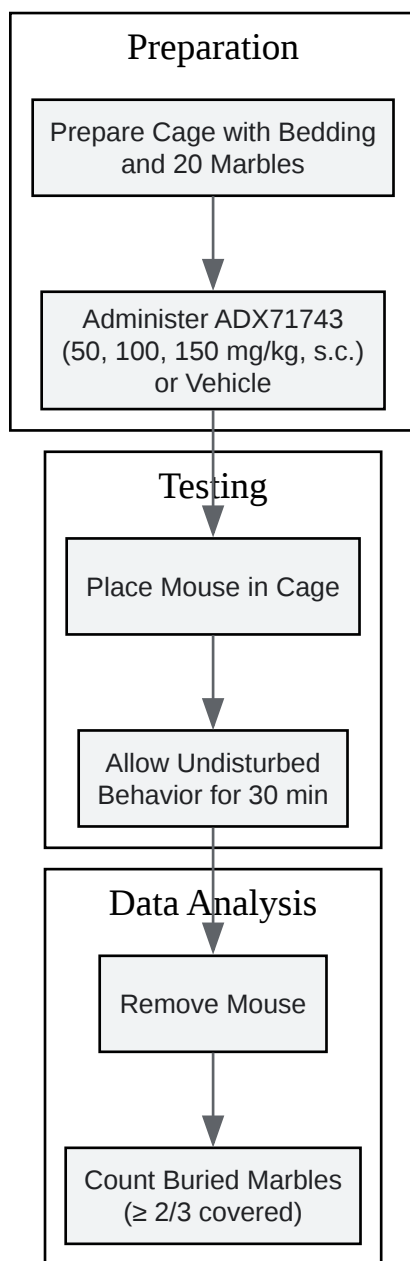 Preparation
Prepare Cage with Bedding
and 20 Marbles
Administer ADX71743
(50, 100, 150 mg/kg, s.c.)
or Vehicle
Testing
Place Mouse in Cage
Allow Undisturbed
Behavior for 30 min
Data Analysis
Remove Mouse
Count Buried Marbles
(≥ 2/3 covered)